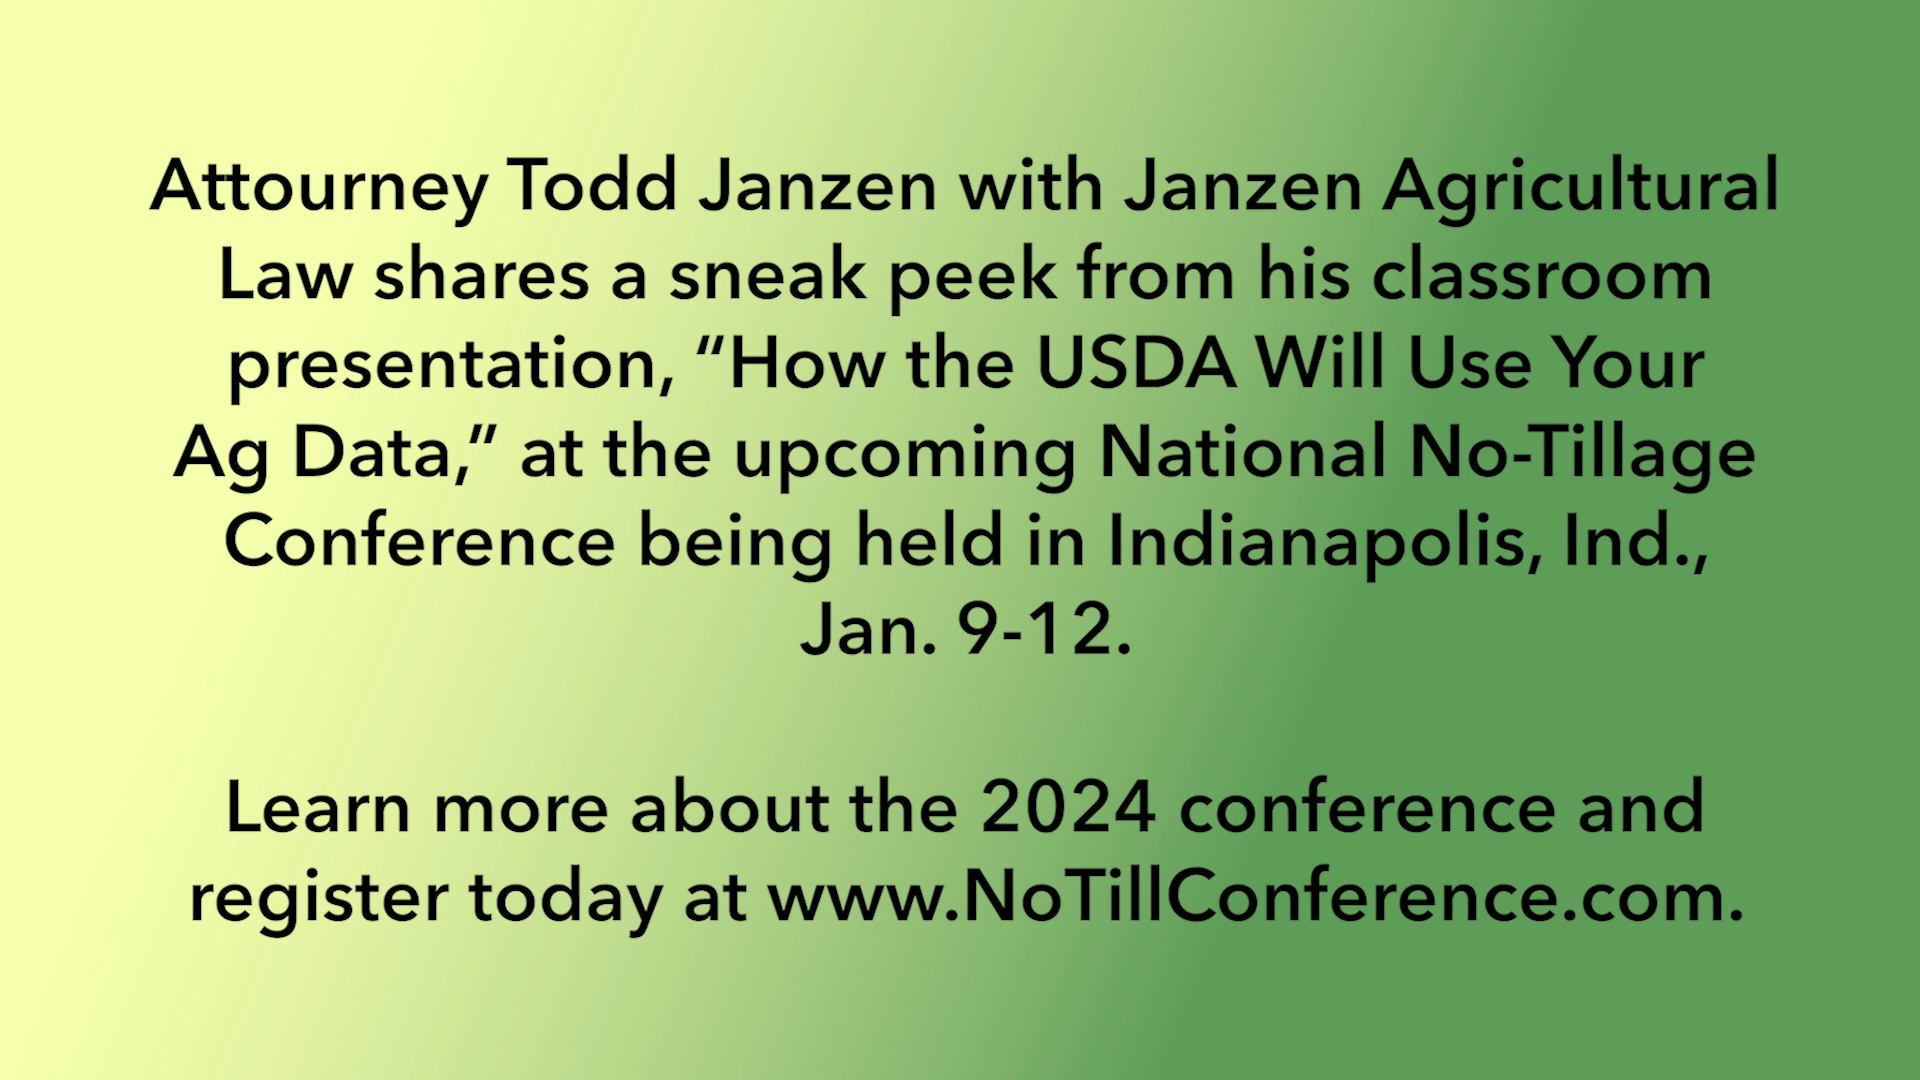 Attourney Todd Janzen with Janzen Agricultural
Law shares a sneak peek from his classroom
presentation, “How the USDA Will Use Your
Ag Data,” at the upcoming National No-Tillage
Conference being held in Indianapolis, Ind.,
Jan. 9-12.
Learn more about the 2024 conference and
register today at www.NoTillConference.com.